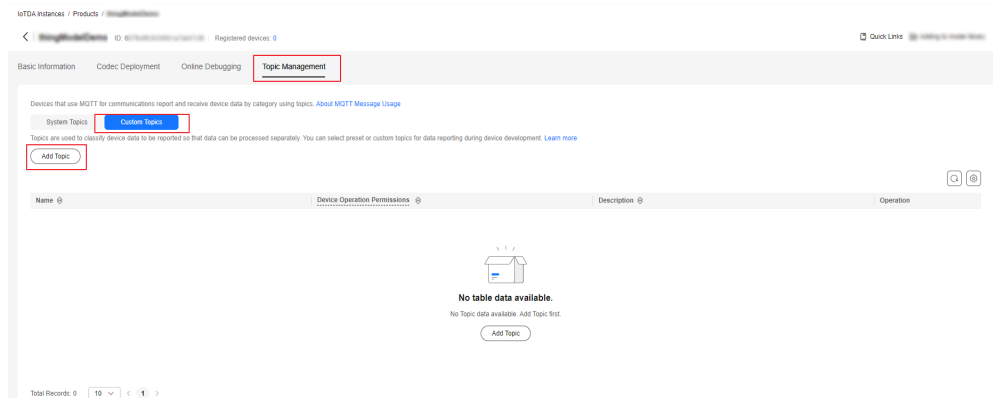 IoTDA Instances / Products /
ID: 6 Registered devices: 0 Quick Links
Basic Information Codec Deployment Online Debugging Topic Management
Devices that use MQTT for communications report and receive device data by category using topics. About MQTT Message Usage
System Topics Custom Topics
Topics are used to classify device data to be reported so that data can be processed separately. You can select preset or custom topics for data reporting during device development. Learn more
Add Topic
Name Device Operation Permissions Description Operation
No table data available.
No Topic data available. Add Topic first.
Add Topic
Total Records: 0 10 < 1 >